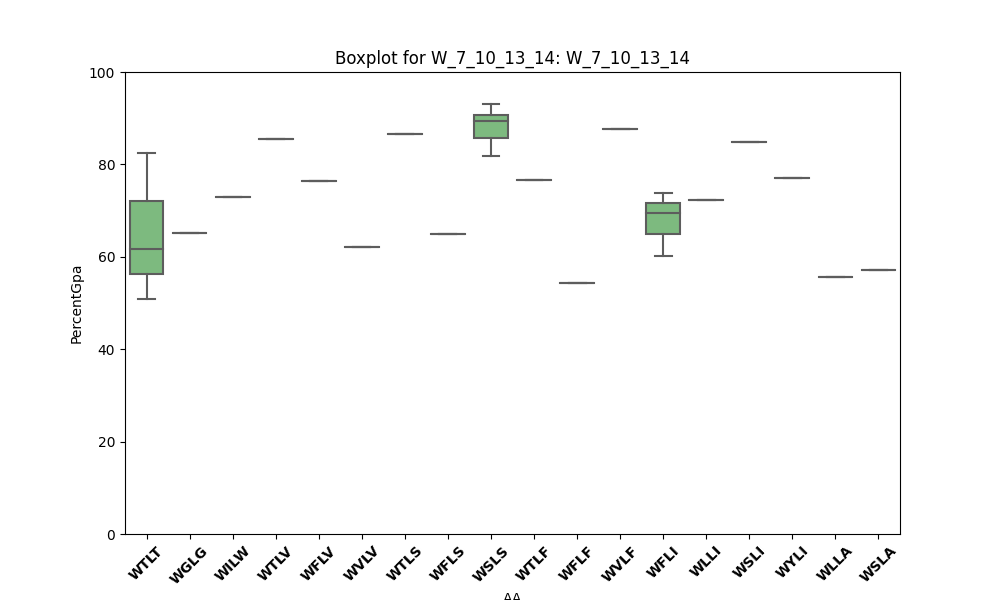 Boxplot for W_7_10_13_14: W_7_10_13_14
100
80
60
40
20
0
PercentGpa
WTLT WGLG WILW WTLV WFLV WVLV WTLS WFLS WSLS WTLF WFLF WVLF WFLI WLLI WSLI WYLI WLLA WSLA
AA